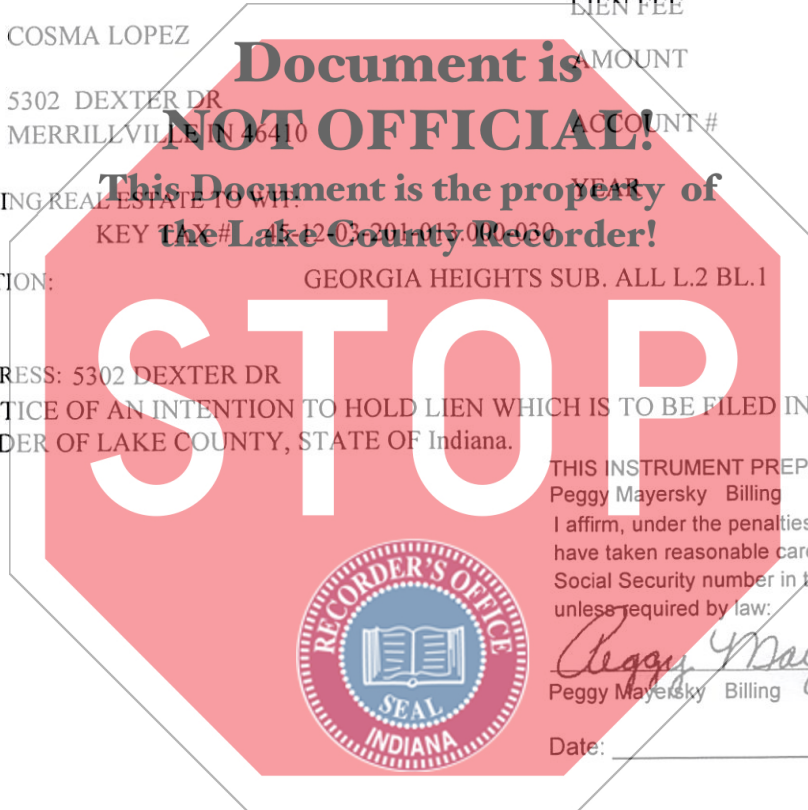 LIEN FEE
COSMA LOPEZ
Document is
AMOUNT
5302 DEXTER DR
NOT OFFICIAL!
ACCOUNT #
MERRILLVILLE IN 46410
This Document is the property of
YEAR
ING REAL ESTATE TO WIT:
the Lake County Recorder!
KEY TAX # 45-12-03-201-013.000-030
TION: GEORGIA HEIGHTS SUB. ALL L.2 BL.1
STOP
RESS: 5302 DEXTER DR
TICE OF AN INTENTION TO HOLD LIEN WHICH IS TO BE FILED IN
DER OF LAKE COUNTY, STATE OF Indiana.
THIS INSTRUMENT PREP
Peggy Mayersky Billing
I affirm, under the penalties
have taken reasonable car
Social Security number in t
unless required by law:
Peggy May
Peggy Mayersky Billing
Date:
RECORDER'S OFFICE
SEAL
INDIANA